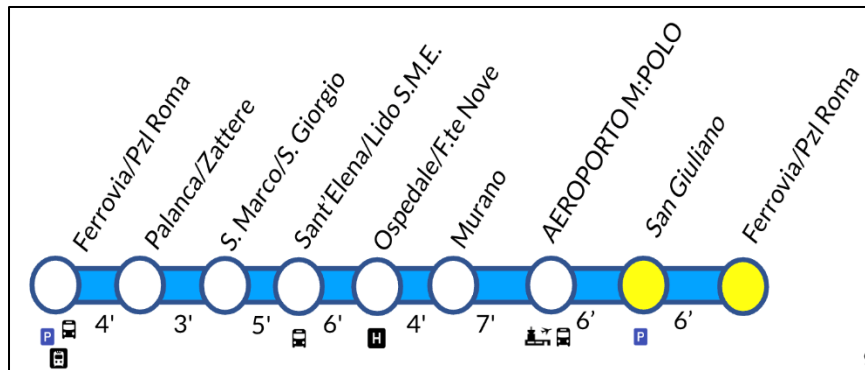 Ferrovia/Pzl Roma
Palanca/Zattere
S. Marco/S. Giorgio
Sant'Elena/Lido S.M.E.
Ospedale/F.te Nove
Murano
AEROPORTO M:POLO
San Giuliano
Ferrovia/Pzl Roma
4' 3' 5' 6' 4' 7' 6' 6'
P H P